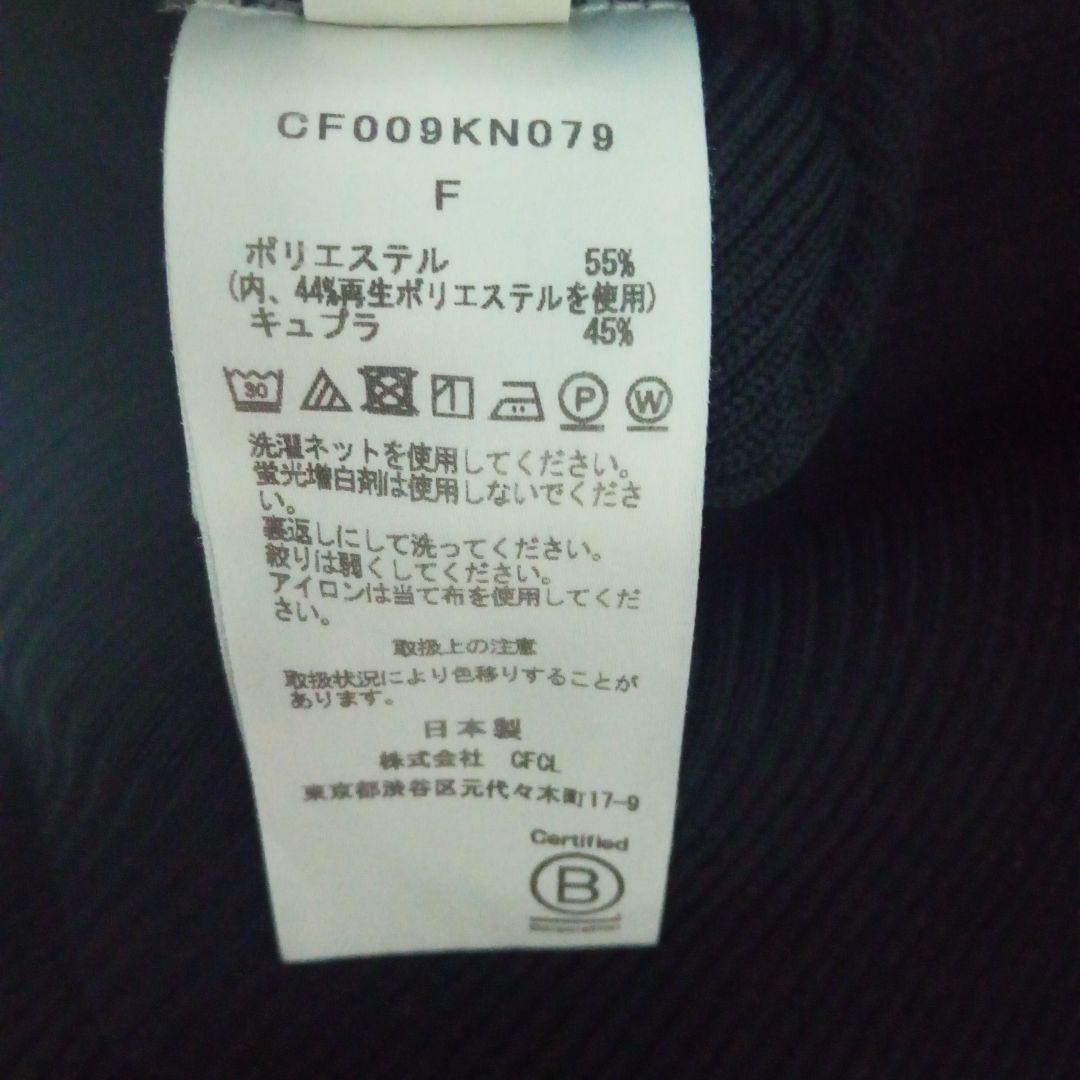 CF009KN079
F
ポリエステル 55%
(内、44%再生ポリエステルを使用)
キュプラ 45%
30
P W
洗濯ネットを使用してください。
蛍光増白剤は使用しないでくださ
い。
裏返しにして洗ってください。
絞りは弱くしてください。
アイロンは当て布を使用してくだ
さい。
取扱上の注意
取扱状況により色移りすることが
あります。
日本製
株式会社 CFCL
東京都渋谷区元代々木町17-9
Certified
B
Corporation